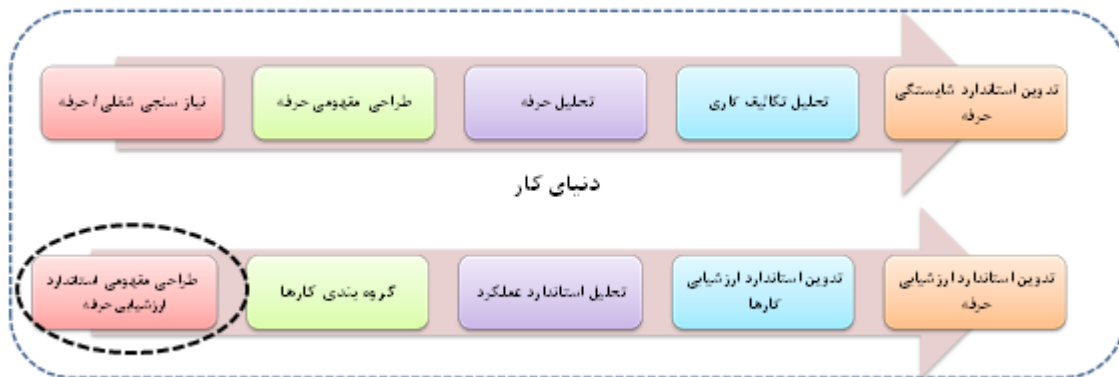 نیاز سنجی شغلی/ حرفه
طراحی مفهومی حرفه
تحلیل حرفه
تحلیل تکالیف کاری
تدوین استاندارد شایستگی
حرفه
دنیای کار
طراحی مفهومی استاندارد
ارزشیابی حرفه
گروه بندی کارها
تحلیل استاندارد عملکرد
تدوین استاندارد ارزشیابی
کارها
تدوین استاندارد ارزشیابی
حرفه